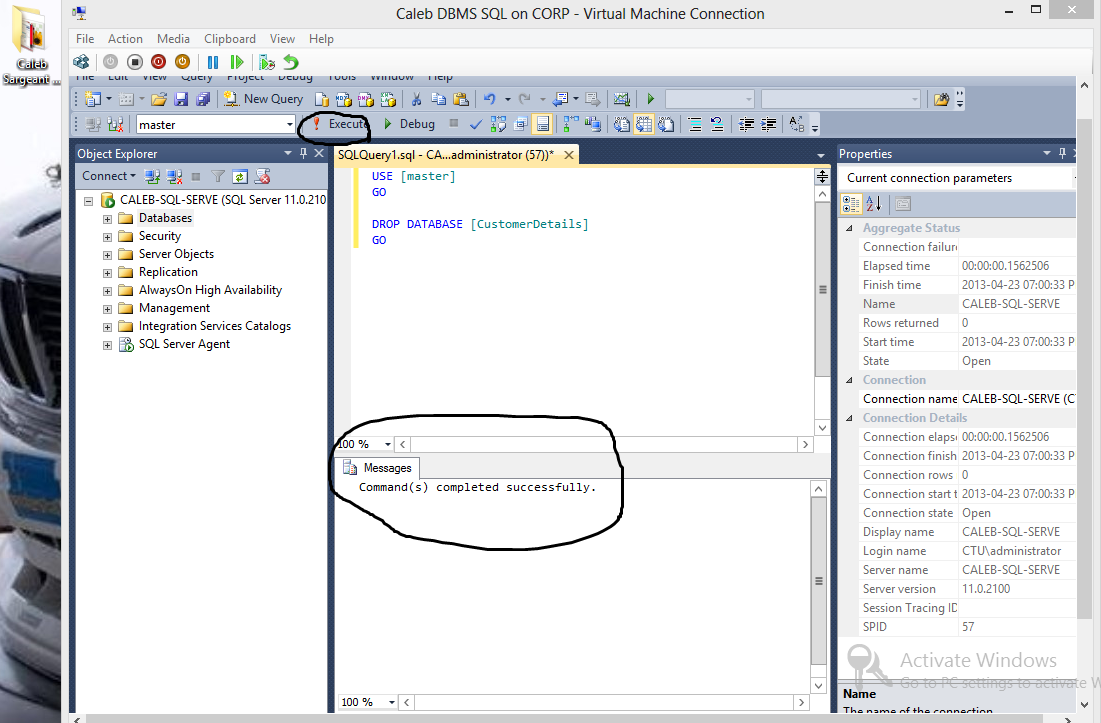 Caleb DBMS SQL on CORP - Virtual Machine Connection
Caleb
Sargeant ...
File Action Media Clipboard View Help
File Edit View Query Project Debug Tools Window Help
New Query
master
Execute
Debug
Object Explorer
Connect
CALEB-SQL-SERVE (SQL Server 11.0.210
Databases
Security
Server Objects
Replication
AlwaysOn High Availability
Management
Integration Services Catalogs
SQL Server Agent
SQLQuery1.sql - CA...administrator (57))*
USE [master]
GO
DROP DATABASE [CustomerDetails]
GO
100 %
Messages
Command(s) completed successfully.
100 %
Properties
Current connection parameters
Aggregate Status
Connection failure
Elapsed time 00:00:00.1562506
Finish time 2013-04-23 07:00:33 P
Name CALEB-SQL-SERVE
Rows returned 0
Start time 2013-04-23 07:00:33 P
State Open
Connection
Connection name CALEB-SQL-SERVE (C
Connection Details
Connection elapse 00:00:00.1562506
Connection finish 2013-04-23 07:00:33 P
Connection rows 0
Connection start t 2013-04-23 07:00:33 P
Connection state Open
Display name CALEB-SQL-SERVE
Login name CTU\administrator
Server name CALEB-SQL-SERVE
Server version 11.0.2100
Session Tracing ID
SPID 57
Activate Windows
Go to PC settings to activate W
Name
The name of the connection